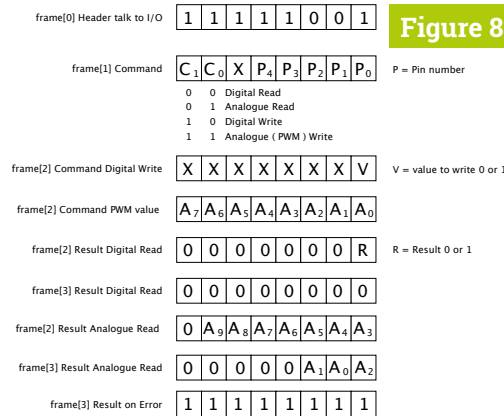 frame[0] Header talk to I/O 1 1 1 1 1 0 0 1
Figure 8
frame[1] Command C₁ C₀ X P₄ P₃ P₂ P₁ P₀ P = Pin number
0 0 Digital Read
0 1 Analogue Read
1 0 Digital Write
1 1 Analogue ( PWM ) Write
frame[2] Command Digital Write X X X X X X X V V = value to write 0 or 1
frame[2] Command PWM value A₇ A₆ A₅ A₄ A₃ A₂ A₁ A₀
frame[2] Result Digital Read 0 0 0 0 0 0 0 R R = Result 0 or 1
frame[3] Result Digital Read 0 0 0 0 0 0 0 0
frame[2] Result Analogue Read 0 A₉ A₈ A₇ A₆ A₅ A₄ A₃
frame[3] Result Analogue Read 0 0 0 0 0 A₁ A₀ A₂
frame[3] Result on Error 1 1 1 1 1 1 1 1